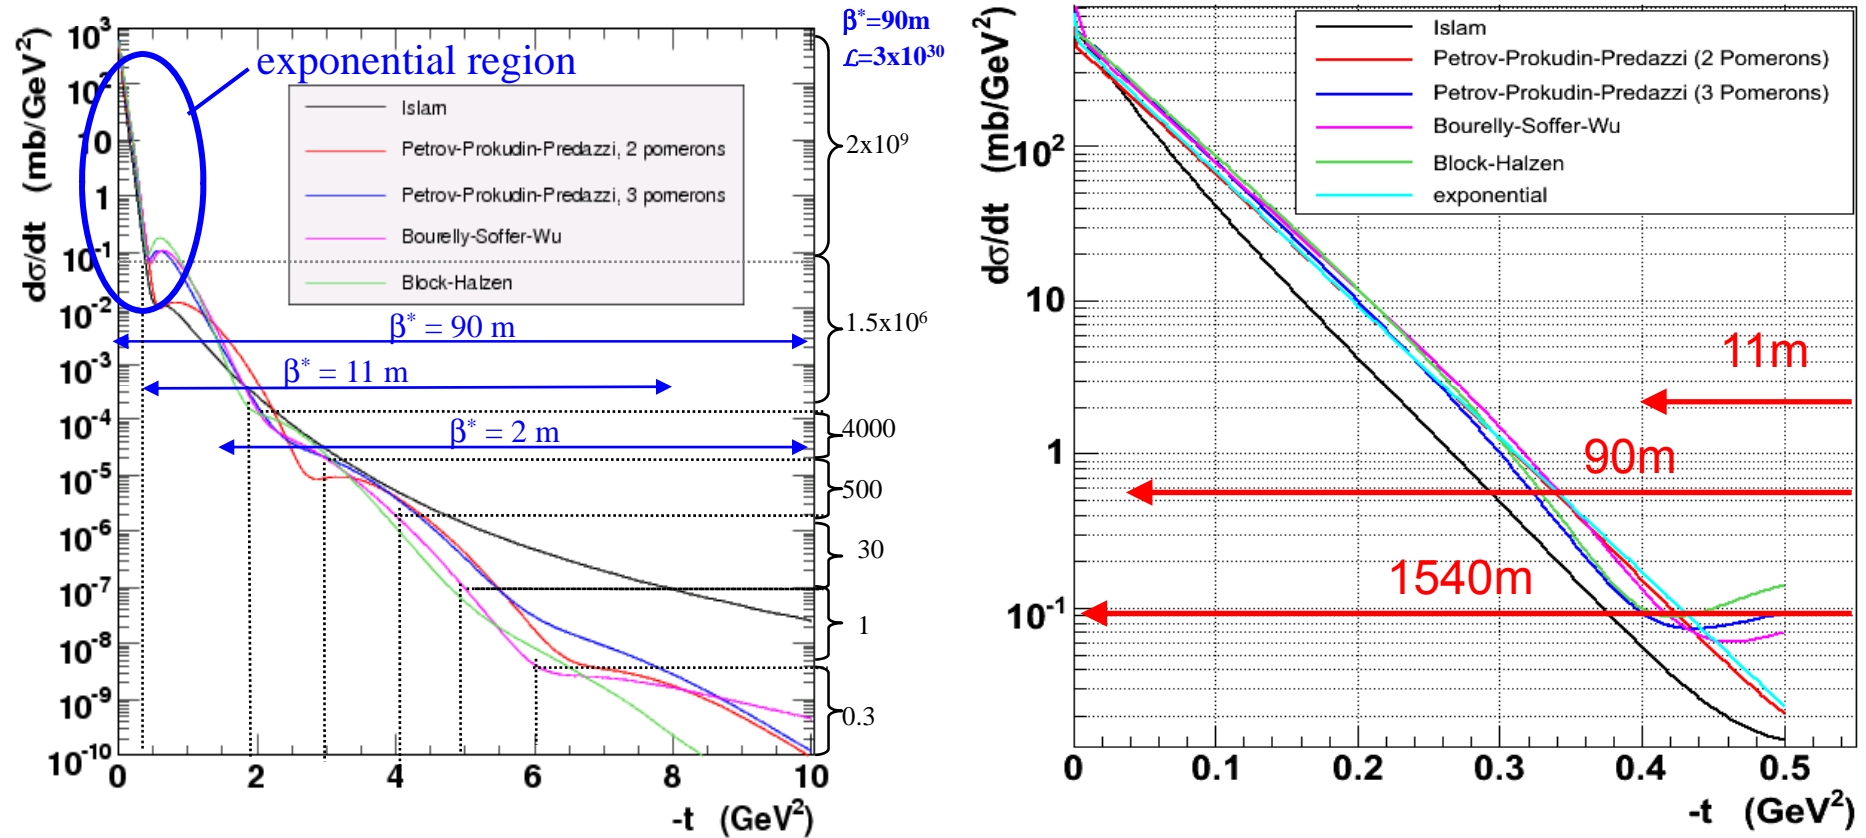 β*=90m
ℒ=3x10³⁰
exponential region
Islam
Petrov-Prokudin-Predazzi, 2 pomerons
Petrov-Prokudin-Predazzi, 3 pomerons
Bourelly-Soffer-Wu
Block-Halzen
dσ/dt (mb/GeV²)
10³
10²
10
1
10⁻¹
10⁻²
10⁻³
10⁻⁴
10⁻⁵
10⁻⁶
10⁻⁷
10⁻⁸
10⁻⁹
10⁻¹⁰
β* = 90 m
β* = 11 m
β* = 2 m
2x10⁹
1.5x10⁶
4000
500
30
1
0.3
0 2 4 6 8 10
-t (GeV²)
Islam
Petrov-Prokudin-Predazzi (2 Pomerons)
Petrov-Prokudin-Predazzi (3 Pomerons)
Bourelly-Soffer-Wu
Block-Halzen
exponential
dσ/dt (mb/GeV²)
10²
10
1
10⁻¹
11m
90m
1540m
0 0.1 0.2 0.3 0.4 0.5
-t (GeV²)